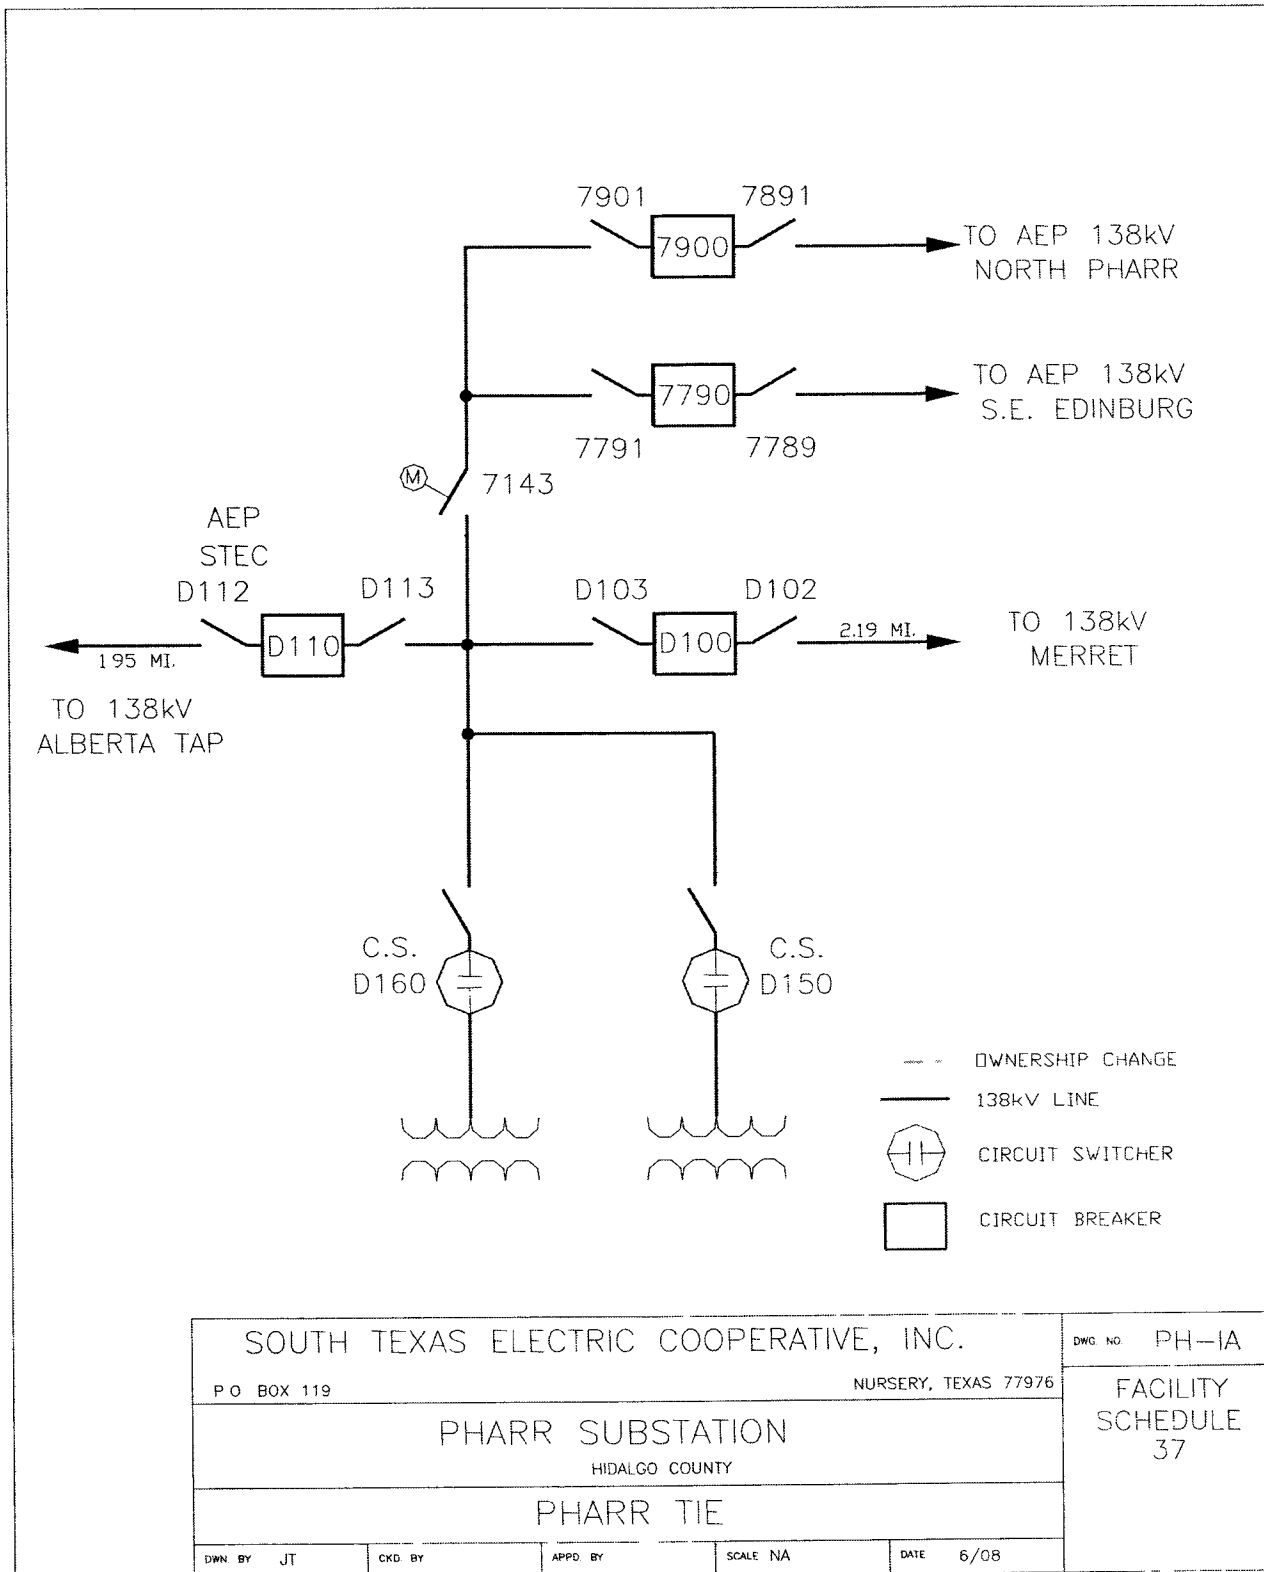 7901 7891
7900
TO AEP 138kV
NORTH PHARR
7790
TO AEP 138kV
S.E. EDINBURG
7791 7789
M
7143
AEP
STEC
D112 D113 D103 D102
D110
D100
195 MI.
2.19 MI.
TO 138kV
MERRET
TO 138kV
ALBERTA TAP
C.S.
D160
C.S.
D150
OWNERSHIP CHANGE
138kV LINE
CIRCUIT SWITCHER
CIRCUIT BREAKER
SOUTH TEXAS ELECTRIC COOPERATIVE, INC.
P O BOX 119 NURSERY, TEXAS 77976
DWG. NO. PH-1A
PHARR SUBSTATION
HIDALGO COUNTY
FACILITY
SCHEDULE
37
PHARR TIE
DWN. BY JT CKD. BY APPD. BY SCALE NA DATE 6/08